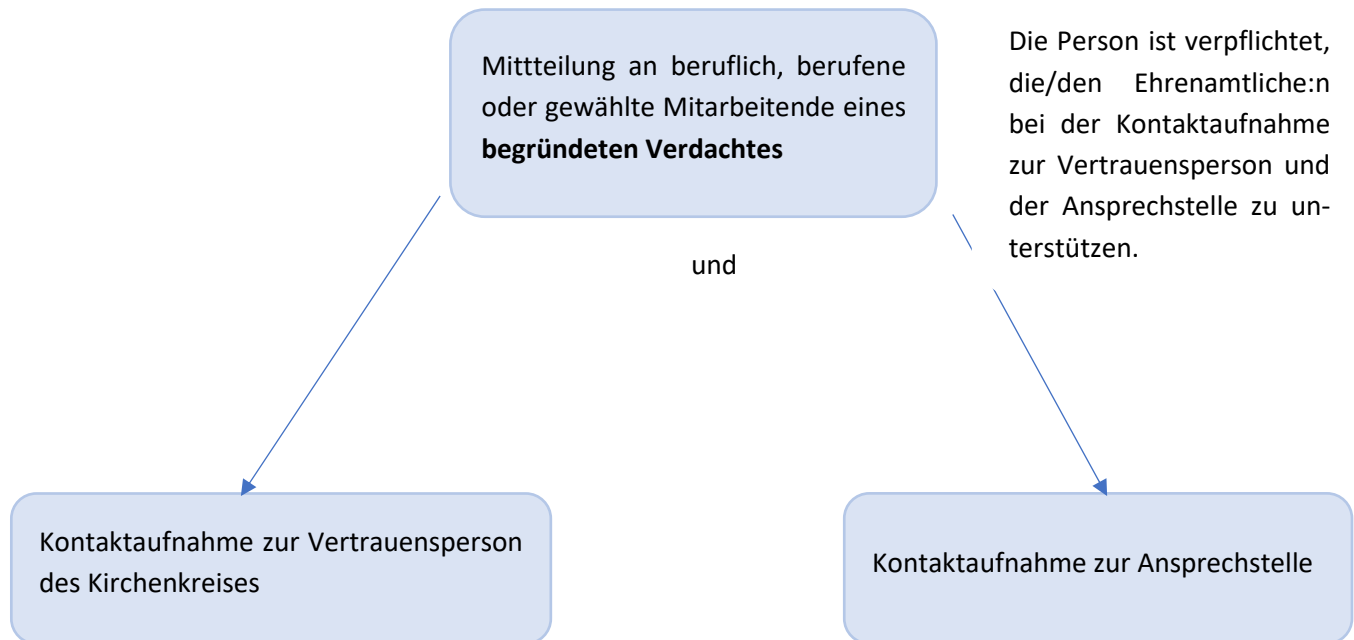 Mittteilung an beruflich, berufene
oder gewählte Mitarbeitende eines
begründeten Verdachtes
Die Person ist verpflichtet,
die/den Ehrenamtliche:n
bei der Kontaktaufnahme
zur Vertrauensperson und
der Ansprechstelle zu un-
terstützen.
und
Kontaktaufnahme zur Vertrauensperson
des Kirchenkreises
Kontaktaufnahme zur Ansprechstelle